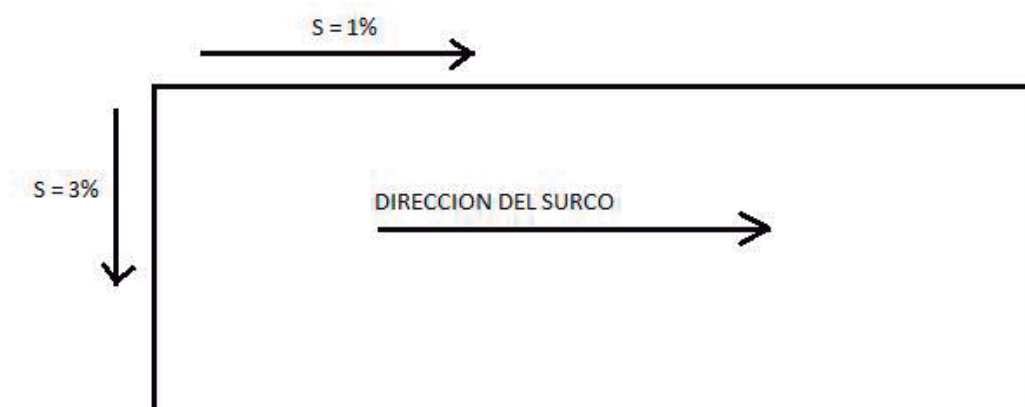 S = 1%
S = 3%
DIRECCION DEL SURCO